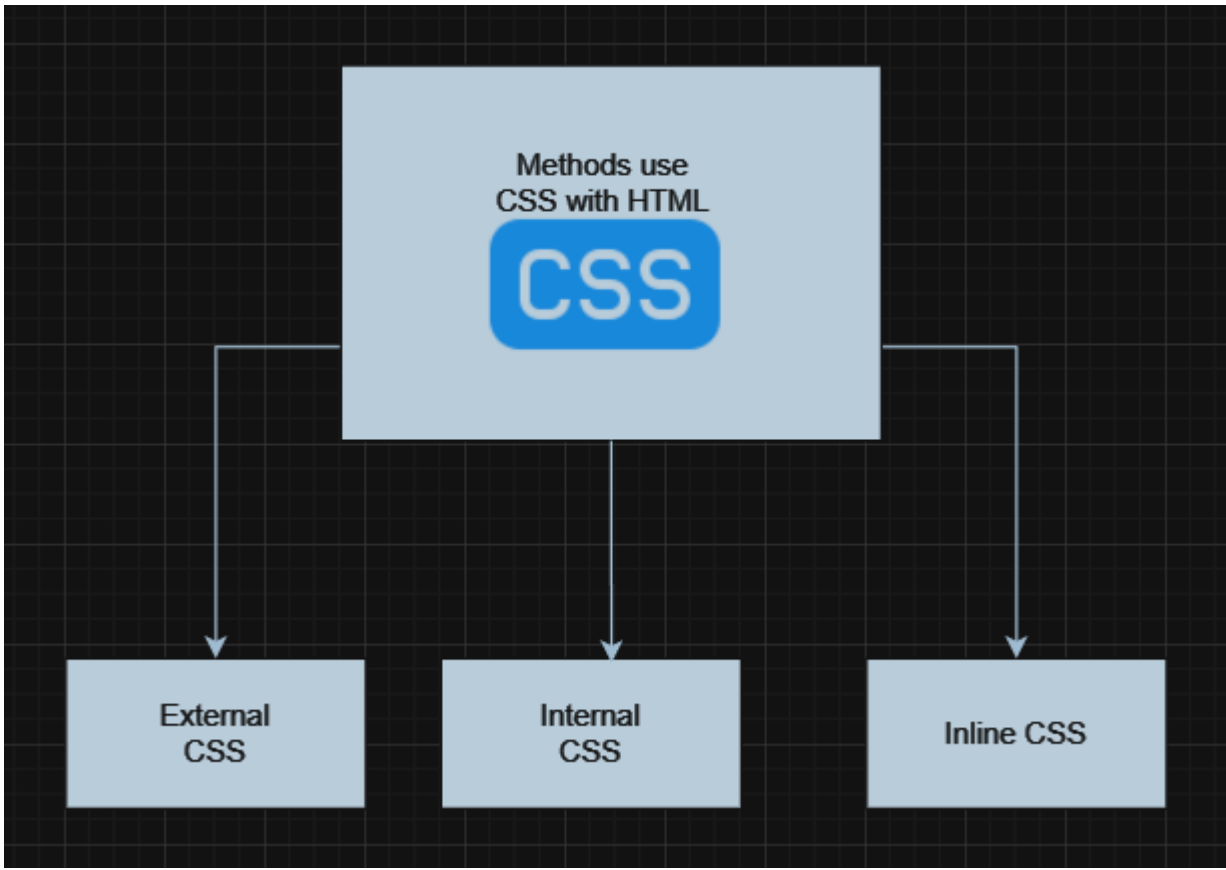 Methods use
CSS with HTML
CSS
External
CSS
Internal
CSS
Inline CSS